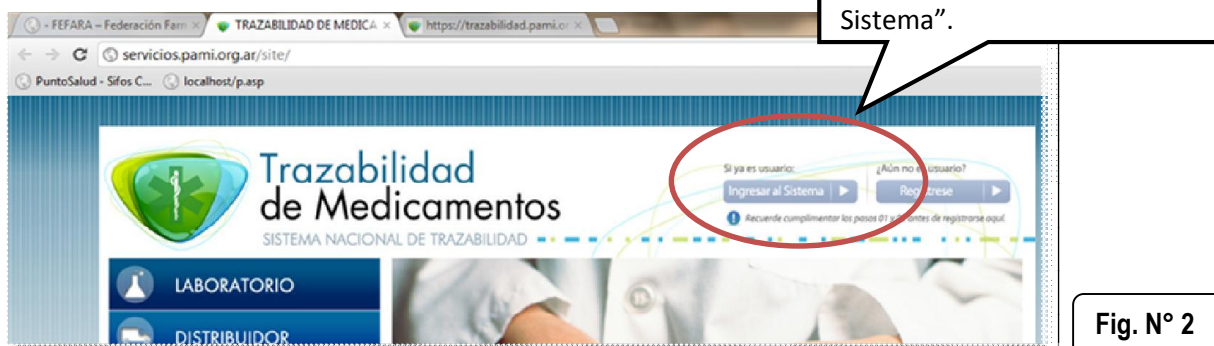 Sistema”.
- FEFARA – Federación Farm
TRAZABILIDAD DE MEDICA
https://trazabilidad.pami.or
servicios.pami.org.ar/site/
PuntoSalud - Sifos C...
localhost/p.asp
Trazabilidad
de Medicamentos
SISTEMA NACIONAL DE TRAZABILIDAD
Si ya es usuario:
¿Aún no es usuario?
Ingresar al Sistema
Regístrese
Recuerde cumplimentar los pasos 01 y antes de registrarse aquí.
LABORATORIO
DISTRIBUIDOR
Fig. N° 2